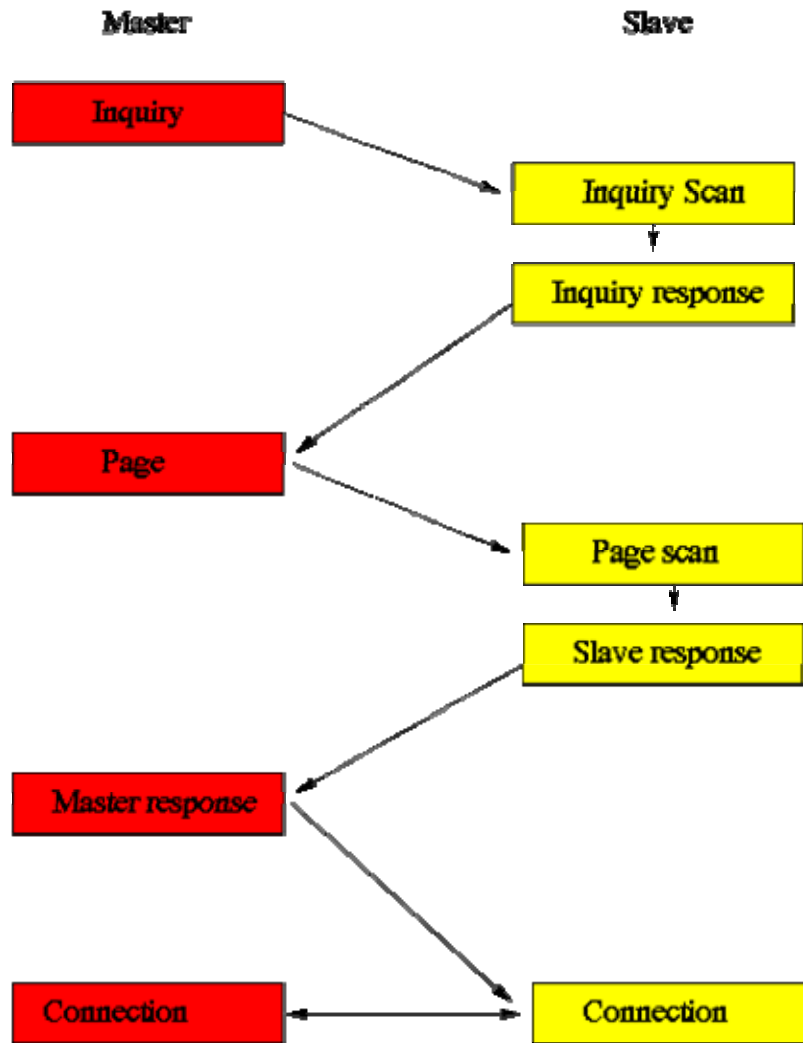 Master
Slave
Inquiry
Inquiry Scan
Inquiry response
Page
Page scan
Slave response
Master response
Connection
Connection